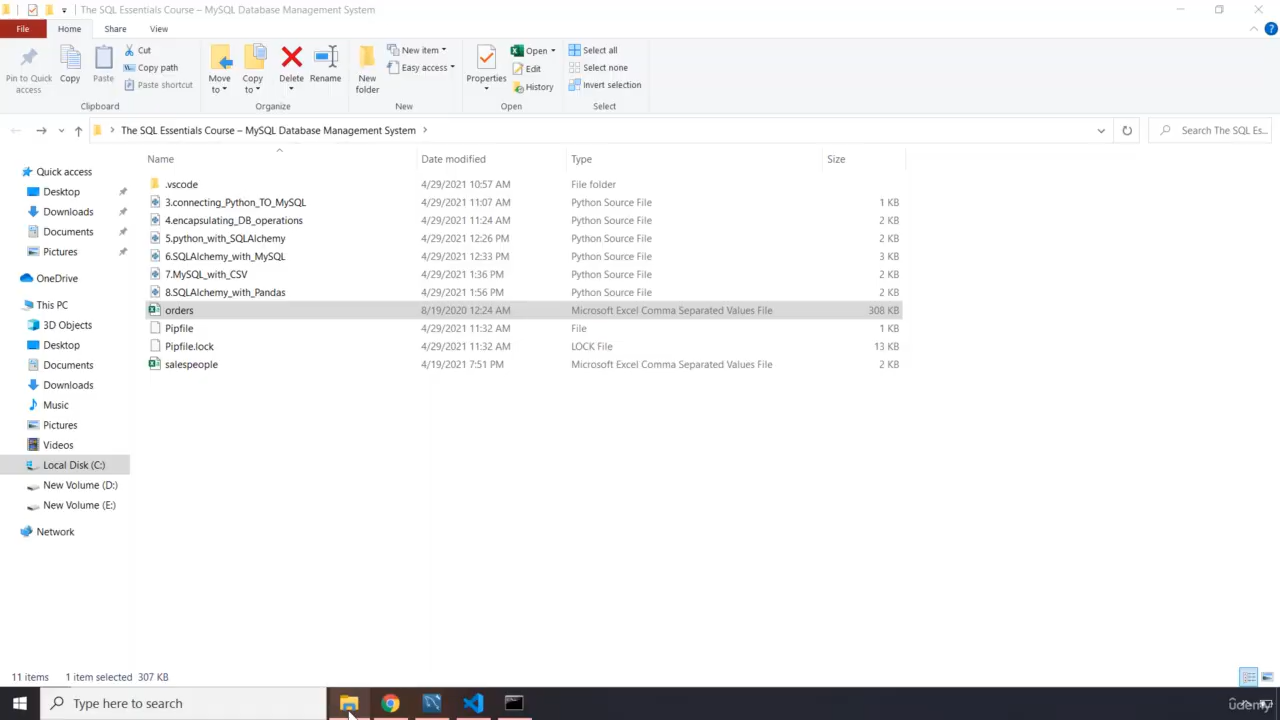 The SQL Essentials Course – MySQL Database Management System
File Home Share View
Pin to Quick access
Copy
Paste
Cut
Copy path
Paste shortcut
Clipboard
Move to
Copy to
Delete
Rename
Organize
New folder
New item
Easy access
New
Properties
Open
Edit
History
Open
Select all
Select none
Invert selection
Select
The SQL Essentials Course – MySQL Database Management System
Search The SQL Es...
Name Date modified Type Size
.vscode 4/29/2021 10:57 AM File folder
3.connecting_Python_TO_MySQL 4/29/2021 11:07 AM Python Source File 1 KB
4.encapsulating_DB_operations 4/29/2021 11:24 AM Python Source File 2 KB
5.python_with_SQLAlchemy 4/29/2021 12:26 PM Python Source File 2 KB
6.SQLAlchemy_with_MySQL 4/29/2021 12:33 PM Python Source File 3 KB
7.MySQL_with_CSV 4/29/2021 1:36 PM Python Source File 2 KB
8.SQLAlchemy_with_Pandas 4/29/2021 1:56 PM Python Source File 2 KB
orders 8/19/2020 12:24 AM Microsoft Excel Comma Separated Values File 308 KB
Pipfile 4/29/2021 11:32 AM File 1 KB
Pipfile.lock 4/29/2021 11:32 AM LOCK File 13 KB
salespeople 4/19/2021 7:51 PM Microsoft Excel Comma Separated Values File 2 KB
Quick access
Desktop
Downloads
Documents
Pictures
OneDrive
This PC
3D Objects
Desktop
Documents
Downloads
Music
Pictures
Videos
Local Disk (C:)
New Volume (D:)
New Volume (E:)
Network
11 items 1 item selected 307 KB
Type here to search
udemy